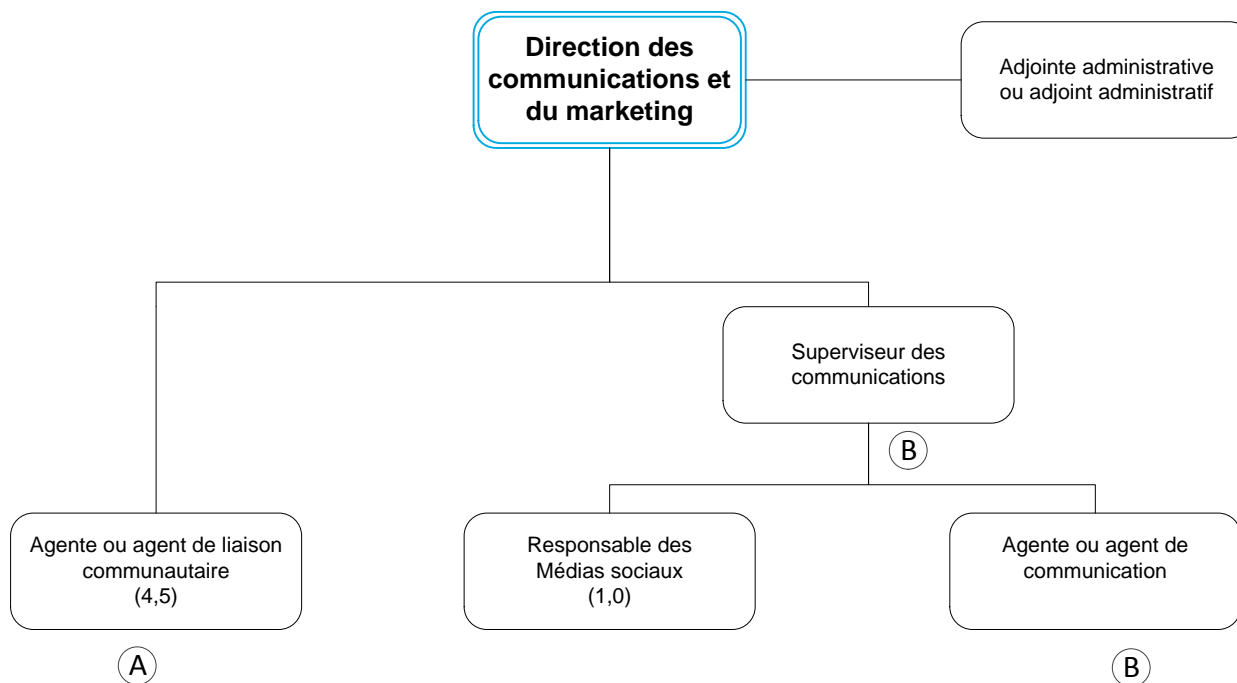 Direction des
communications et
du marketing
Adjointe administrative
ou adjoint administratif
Superviseur des
communications
B
Agente ou agent de liaison
communautaire
(4,5)
Responsable des
Médias sociaux
(1,0)
Agente ou agent de
communication
A
B